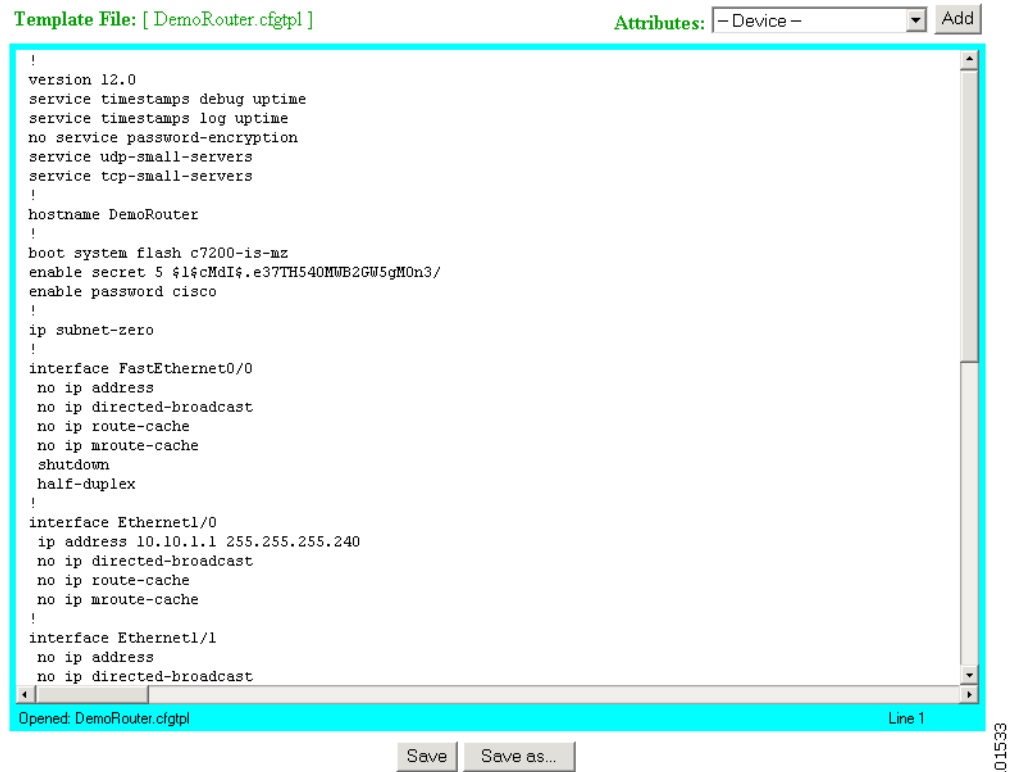 Template File: [ DemoRouter.cfgtpl ]
Attributes: -- Device -- Add
!
version 12.0
service timestamps debug uptime
service timestamps log uptime
no service password-encryption
service udp-small-servers
service tcp-small-servers
!
hostname DemoRouter
!
boot system flash c7200-is-mz
enable secret 5 $1$cMdI$.e37TH540MWB2GW5gM0n3/
enable password cisco
!
ip subnet-zero
!
interface FastEthernet0/0
no ip address
no ip directed-broadcast
no ip route-cache
no ip mroute-cache
shutdown
half-duplex
!
interface Ethernet1/0
ip address 10.10.1.1 255.255.255.240
no ip directed-broadcast
no ip route-cache
no ip mroute-cache
!
interface Ethernet1/1
no ip address
no ip directed-broadcast
Opened: DemoRouter.cfgtpl Line 1
Save Save as...
101533